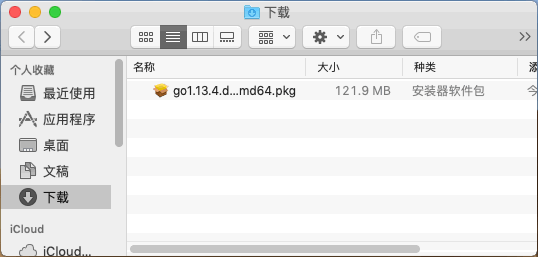 下载
个人收藏
最近使用
应用程序
桌面
文稿
下载
iCloud
iCloud...
名称 大小 种类
go1.13.4.d...md64.pkg 121.9 MB 安装器软件包 今